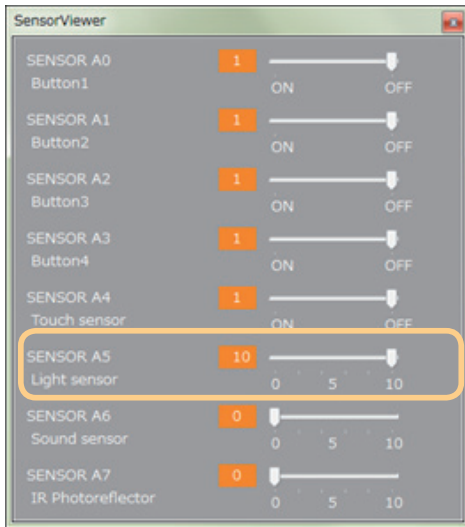 SensorViewer
SENSOR A0 1
Button1 ON OFF
SENSOR A1 1
Button2 ON OFF
SENSOR A2 1
Button3 ON OFF
SENSOR A3 1
Button4 ON OFF
SENSOR A4 1
Touch sensor ON OFF
SENSOR A5 10
Light sensor 0 5 10
SENSOR A6 0
Sound sensor 0 5 10
SENSOR A7 0
IR Photoreflector 0 5 10